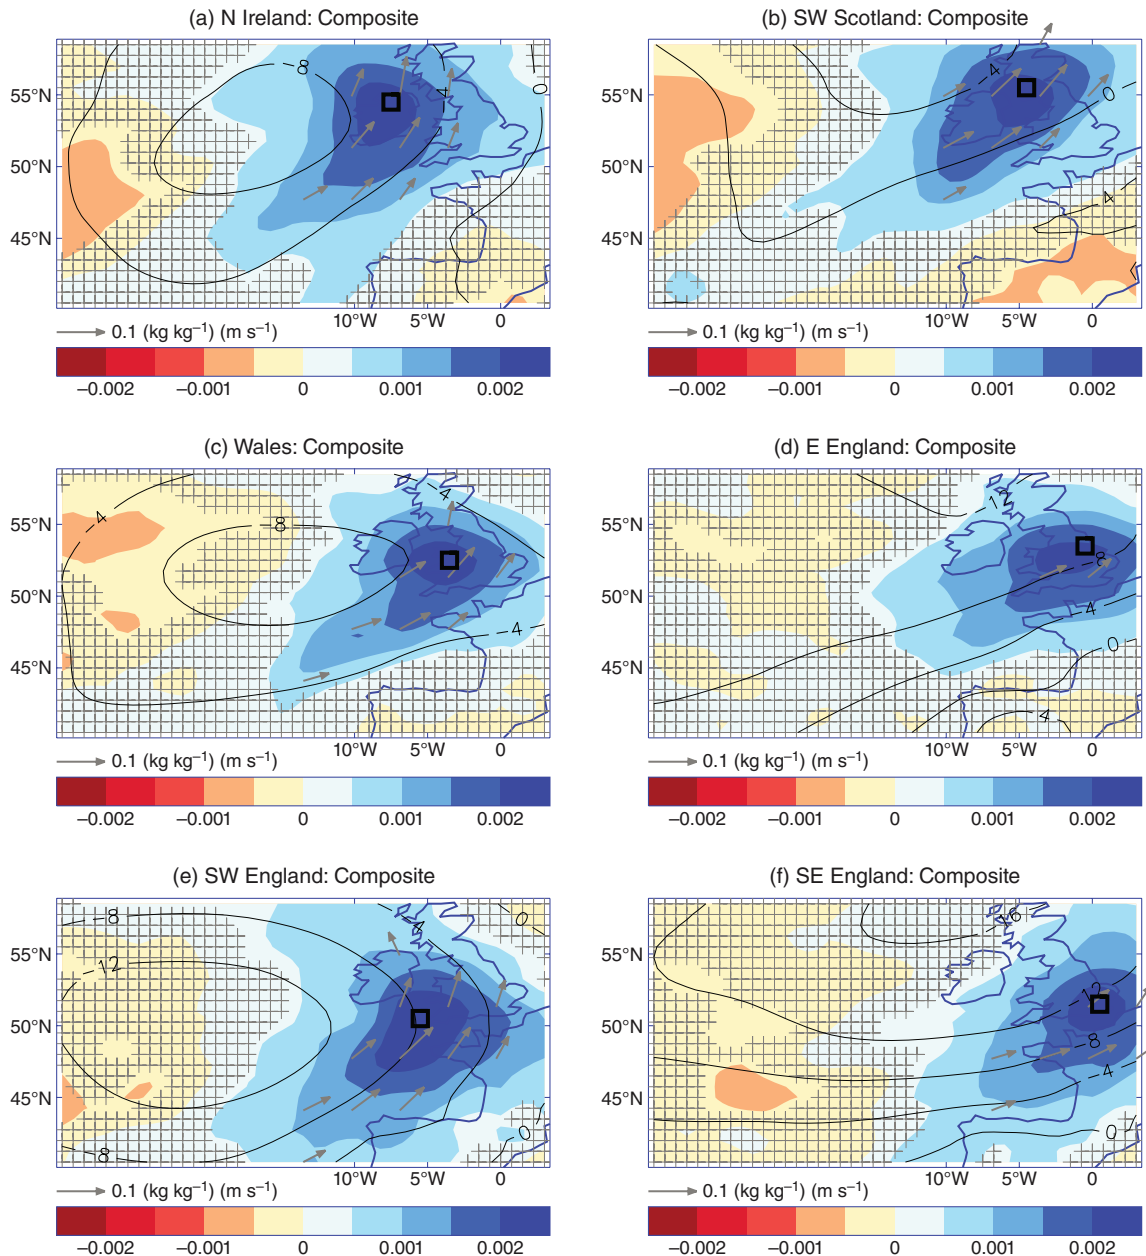 (a) N Ireland: Composite
8
4
0
55°N
50°N
45°N
10°W 5°W 0
0.1 (kg kg⁻¹) (m s⁻¹)
−0.002 −0.001 0 0.001 0.002
(b) SW Scotland: Composite
4
0
4
55°N
50°N
45°N
10°W 5°W 0
0.1 (kg kg⁻¹) (m s⁻¹)
−0.002 −0.001 0 0.001 0.002
(c) Wales: Composite
4
4
8
4
55°N
50°N
45°N
10°W 5°W 0
0.1 (kg kg⁻¹) (m s⁻¹)
−0.002 −0.001 0 0.001 0.002
(d) E England: Composite
12
8
4
0
4
55°N
50°N
45°N
10°W 5°W 0
0.1 (kg kg⁻¹) (m s⁻¹)
−0.002 −0.001 0 0.001 0.002
(e) SW England: Composite
8
4
0
12
0
8
55°N
50°N
45°N
10°W 5°W 0
0.1 (kg kg⁻¹) (m s⁻¹)
−0.002 −0.001 0 0.001 0.002
(f) SE England: Composite
16
12
8
4
0
55°N
50°N
45°N
10°W 5°W 0
0.1 (kg kg⁻¹) (m s⁻¹)
−0.002 −0.001 0 0.001 0.002